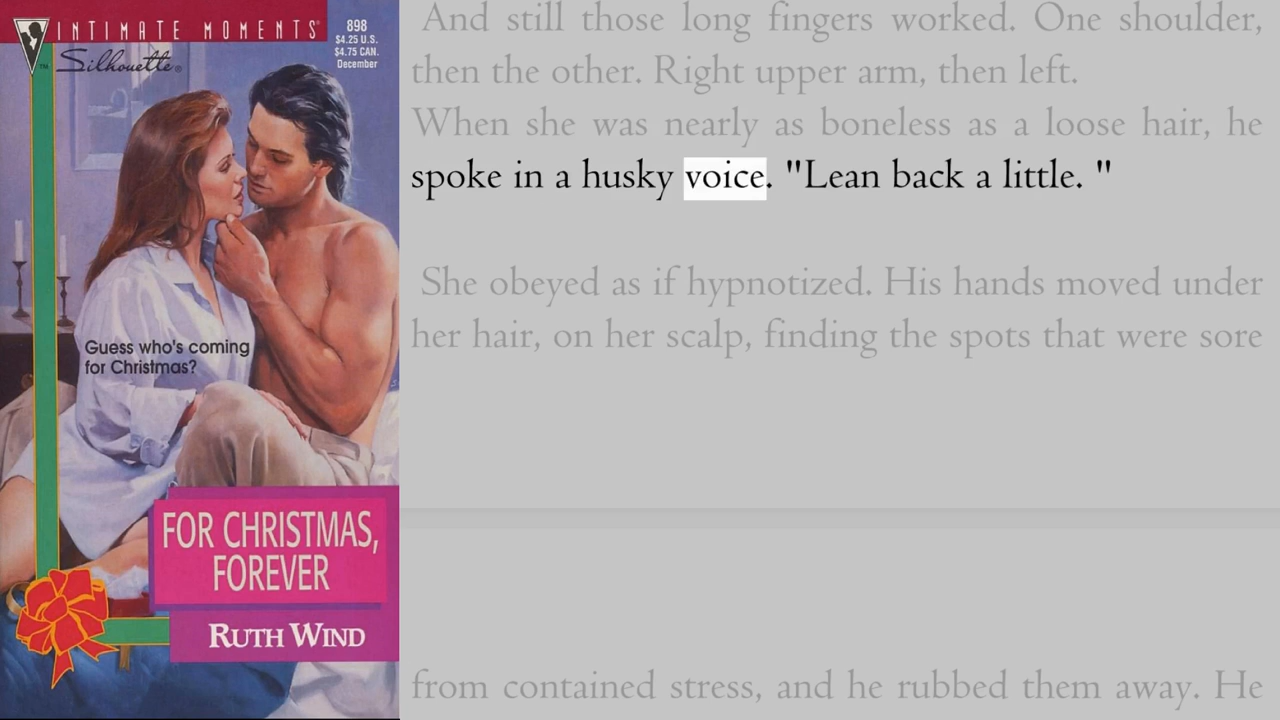 INTIMATE MOMENTS®
898
$4.25 U.S.
$4.75 CAN.
December
TM
Silhouette®
Guess who's coming
for Christmas?
FOR CHRISTMAS,
FOREVER
RUTH WIND
And still those long fingers worked. One shoulder,
then the other. Right upper arm, then left.
When she was nearly as boneless as a loose hair, he
spoke in a husky voice. "Lean back a little. "
She obeyed as if hypnotized. His hands moved under
her hair, on her scalp, finding the spots that were sore
from contained stress, and he rubbed them away. He